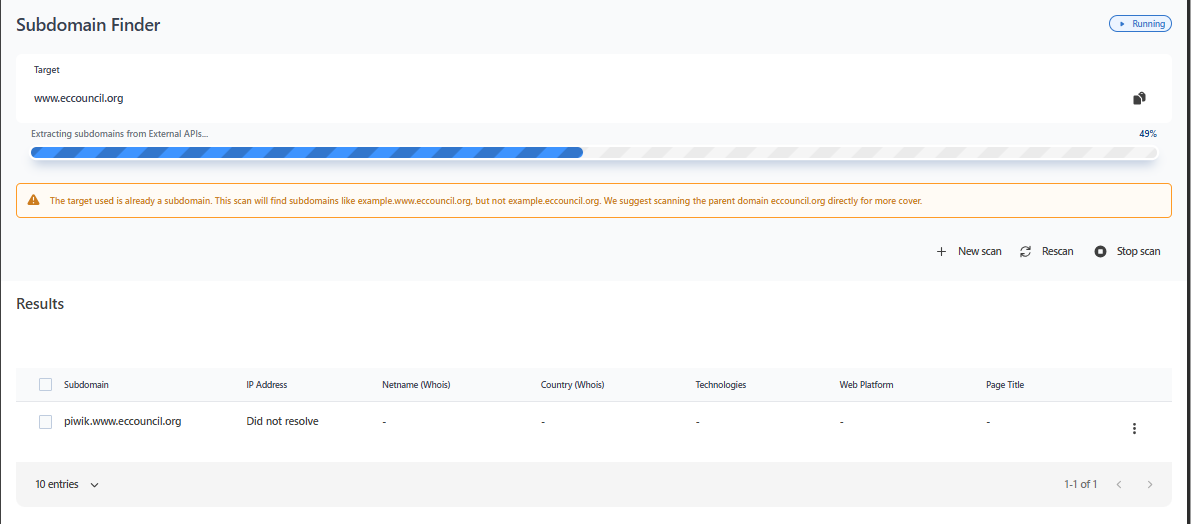 Subdomain Finder
Running
Target
www.eccouncil.org
Extracting subdomains from External APIs... 49%
The target used is already a subdomain. This scan will find subdomains like example.www.eccouncil.org, but not example.eccouncil.org. We suggest scanning the parent domain eccouncil.org directly for more cover.
New scan Rescan Stop scan
Results
Subdomain IP Address Netname (Whois) Country (Whois) Technologies Web Platform Page Title
piwik.www.eccouncil.org Did not resolve - - - - -
10 entries 1-1 of 1